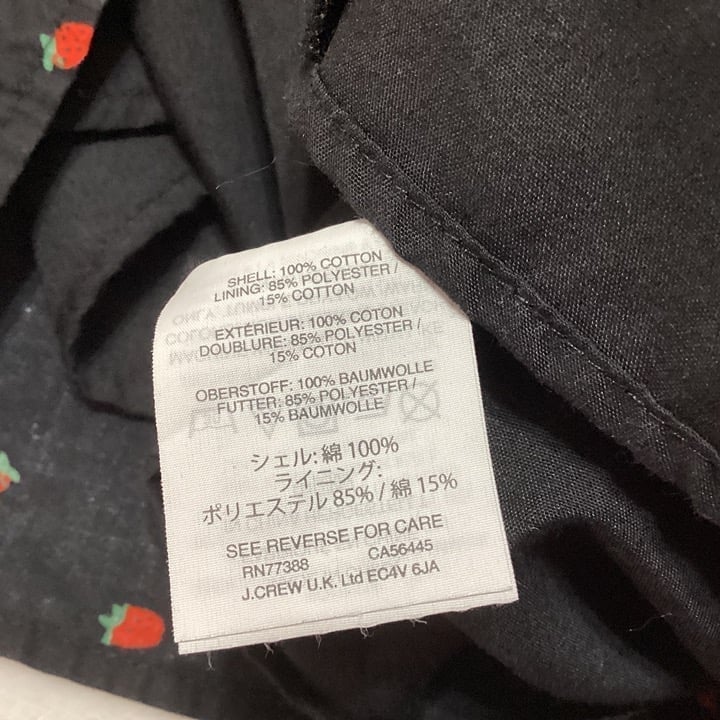 SHELL: 100% COTTON
LINING: 85% POLYESTER /
15% COTTON
EXTÉRIEUR: 100% COTON
DOUBLURE: 85% POLYESTER /
15% COTON
OBERSTOFF: 100% BAUMWOLLE
FUTTER: 85% POLYESTER /
15% BAUMWOLLE
シェル: 綿 100%
ライニング:
ポリエステル 85% / 綿 15%
SEE REVERSE FOR CARE
RN77388 CA56445
J.CREW U.K. Ltd EC4V 6JA